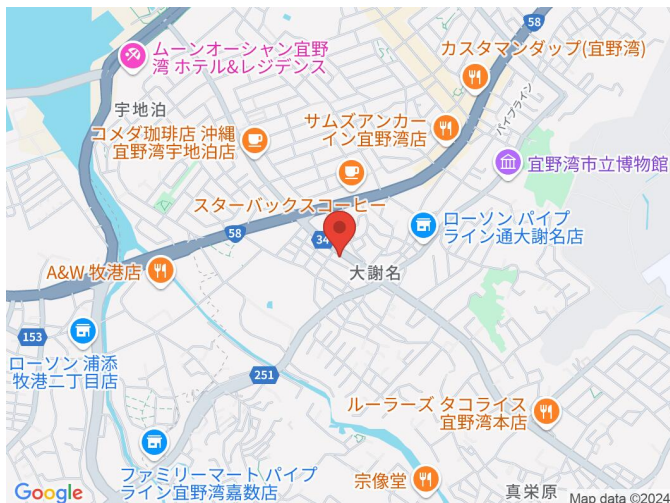 58
ムーンオーシャン宜野
湾 ホテル&レジデンス
カスタマンダップ(宜野湾)
宇地泊
パイプライン
コメダ珈琲店 沖縄
宜野湾宇地泊店
サムズアンカー
イン宜野湾店
宜野湾市立博物館
スターバックスコーヒー
ローソン パイプ
ライン通大謝名店
58
34
A&W 牧港店
大謝名
153
ローソン 浦添
牧港二丁目店
251
ルーラーズ タコライス
宜野湾本店
ファミリーマート パイプ
ライン宜野湾嘉数店
宗像堂
真栄原
Google
Map data ©2024